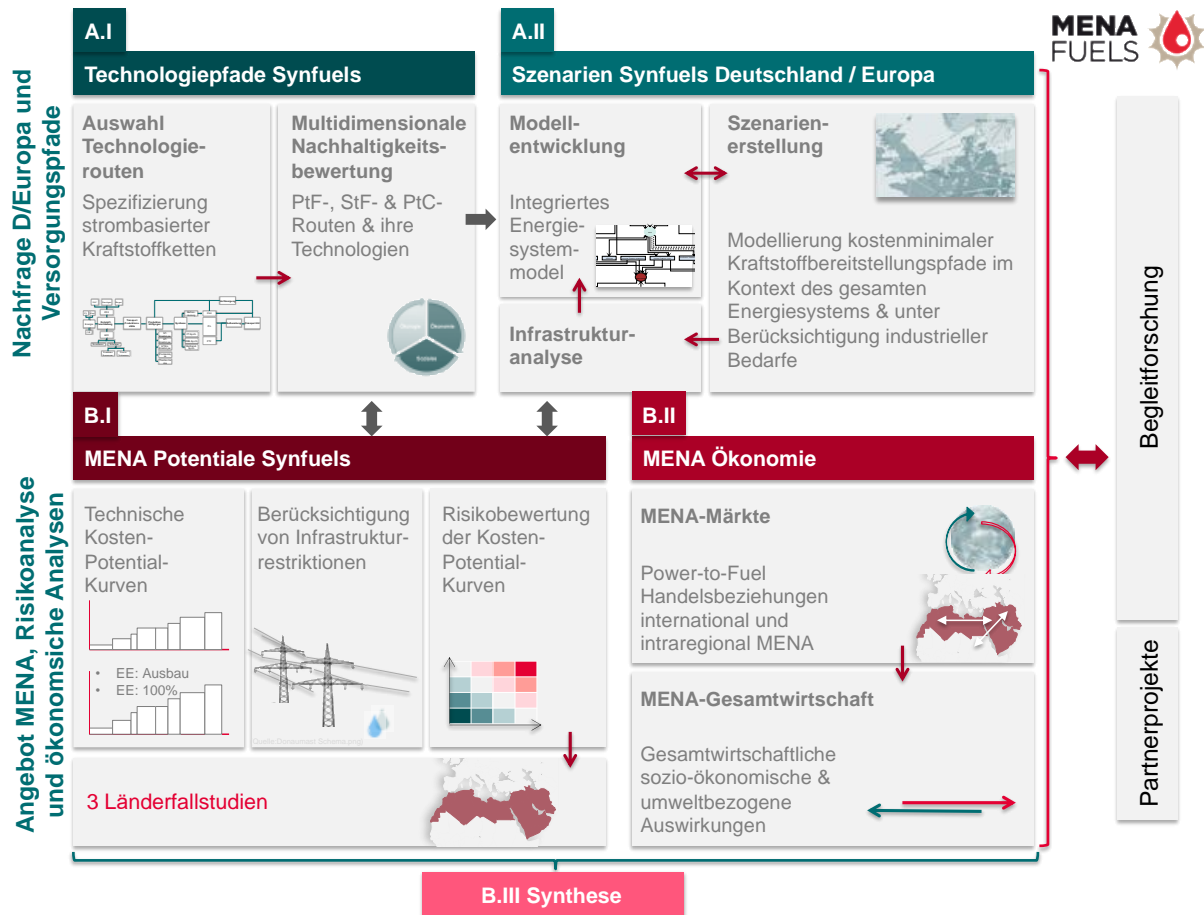 MENA
FUELS
Nachfrage D/Europa und
Versorgungspfade
A.I
Technologiepfade Synfuels
Auswahl
Technologie-
routen
Spezifizierung
strombasierter
Kraftstoffketten
Multidimensionale
Nachhaltigkeits-
bewertung
PtF-, StF- & PtC-
Routen & ihre
Technologien
Ökonomie
Soziales
A.II
Szenarien Synfuels Deutschland / Europa
Modell-
entwicklung
Integriertes
Energie-
system-
model
Infrastruktur-
analyse
Szenarien-
erstellung
Modellierung kostenminimaler
Kraftstoffbereitstellungspfade im
Kontext des gesamten
Energiesystems & unter
Berücksichtigung industrieller
Bedarfe
Angebot MENA, Risikoanalyse
und ökonomsiche Analysen
B.I
MENA Potentiale Synfuels
Technische
Kosten-
Potential-
Kurven
• EE: Ausbau
• EE: 100%
Berücksichtigung
von Infrastruktur-
restriktionen
Risikobewertung
der Kosten-
Potential-
Kurven
3 Länderfallstudien
B.II
MENA Ökonomie
MENA-Märkte
Power-to-Fuel
Handelsbeziehungen
international und
intraregional MENA
MENA-Gesamtwirtschaft
Gesamtwirtschaftliche
sozio-ökonomische &
umweltbezogene
Auswirkungen
B.III Synthese
Begleitforschung
Partnerprojekte